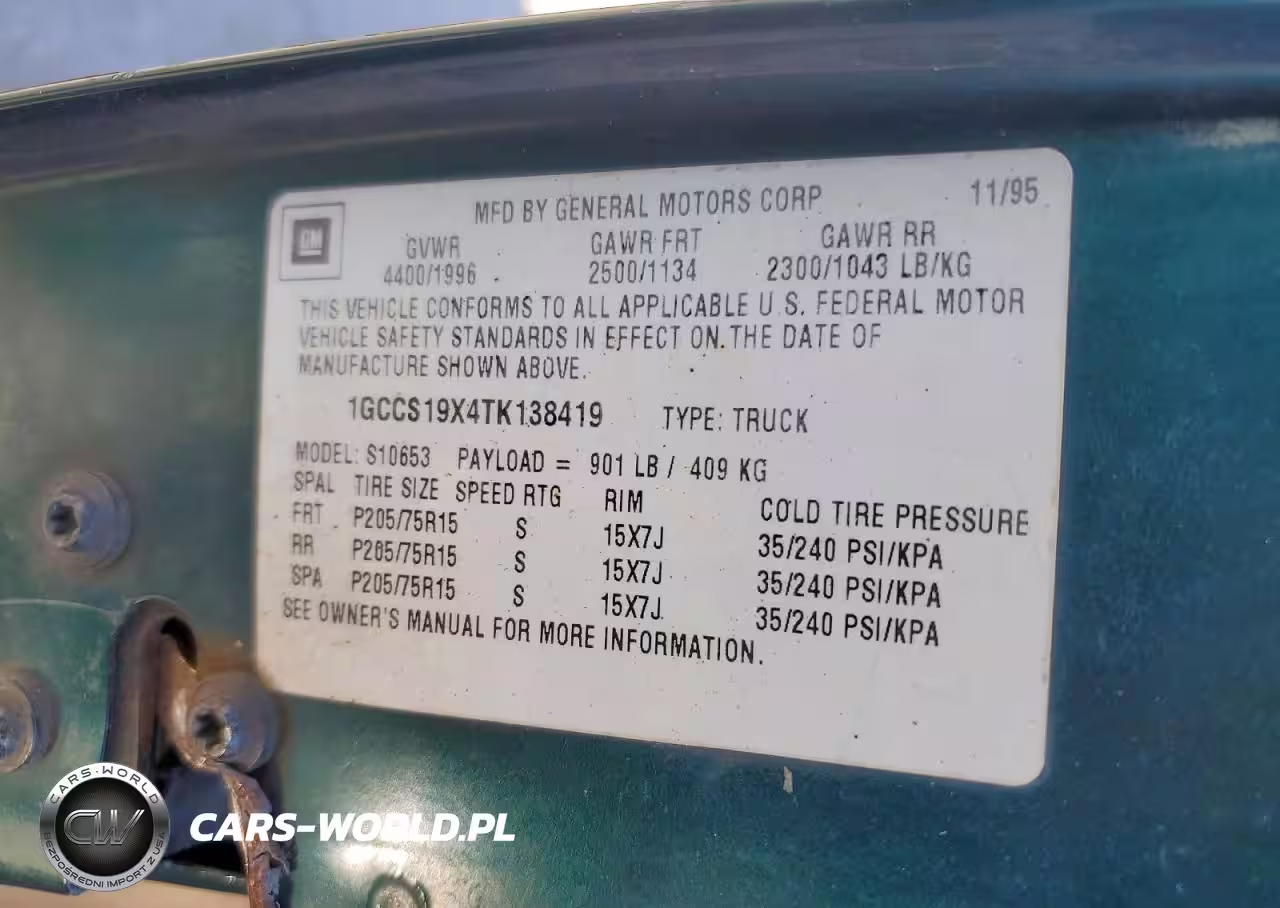 MFD BY GENERAL MOTORS CORP 11/95
GM
GVWR GAWR FRT GAWR RR
4400/1996 2500/1134 2300/1043 LB/KG
THIS VEHICLE CONFORMS TO ALL APPLICABLE U.S. FEDERAL MOTOR
VEHICLE SAFETY STANDARDS IN EFFECT ON THE DATE OF
MANUFACTURE SHOWN ABOVE.
1GCCS19X4TK138419 TYPE: TRUCK
MODEL: S10653 PAYLOAD = 901 LB / 409 KG
SPAL TIRE SIZE SPEED RTG RIM COLD TIRE PRESSURE
FRT P205/75R15 S 15X7J 35/240 PSI/KPA
RR P205/75R15 S 15X7J 35/240 PSI/KPA
SPA P205/75R15 S 15X7J 35/240 PSI/KPA
SEE OWNER'S MANUAL FOR MORE INFORMATION.
CARS-WORLD
CW
BEZPOŚREDNI IMPORT Z USA
CARS-WORLD.PL